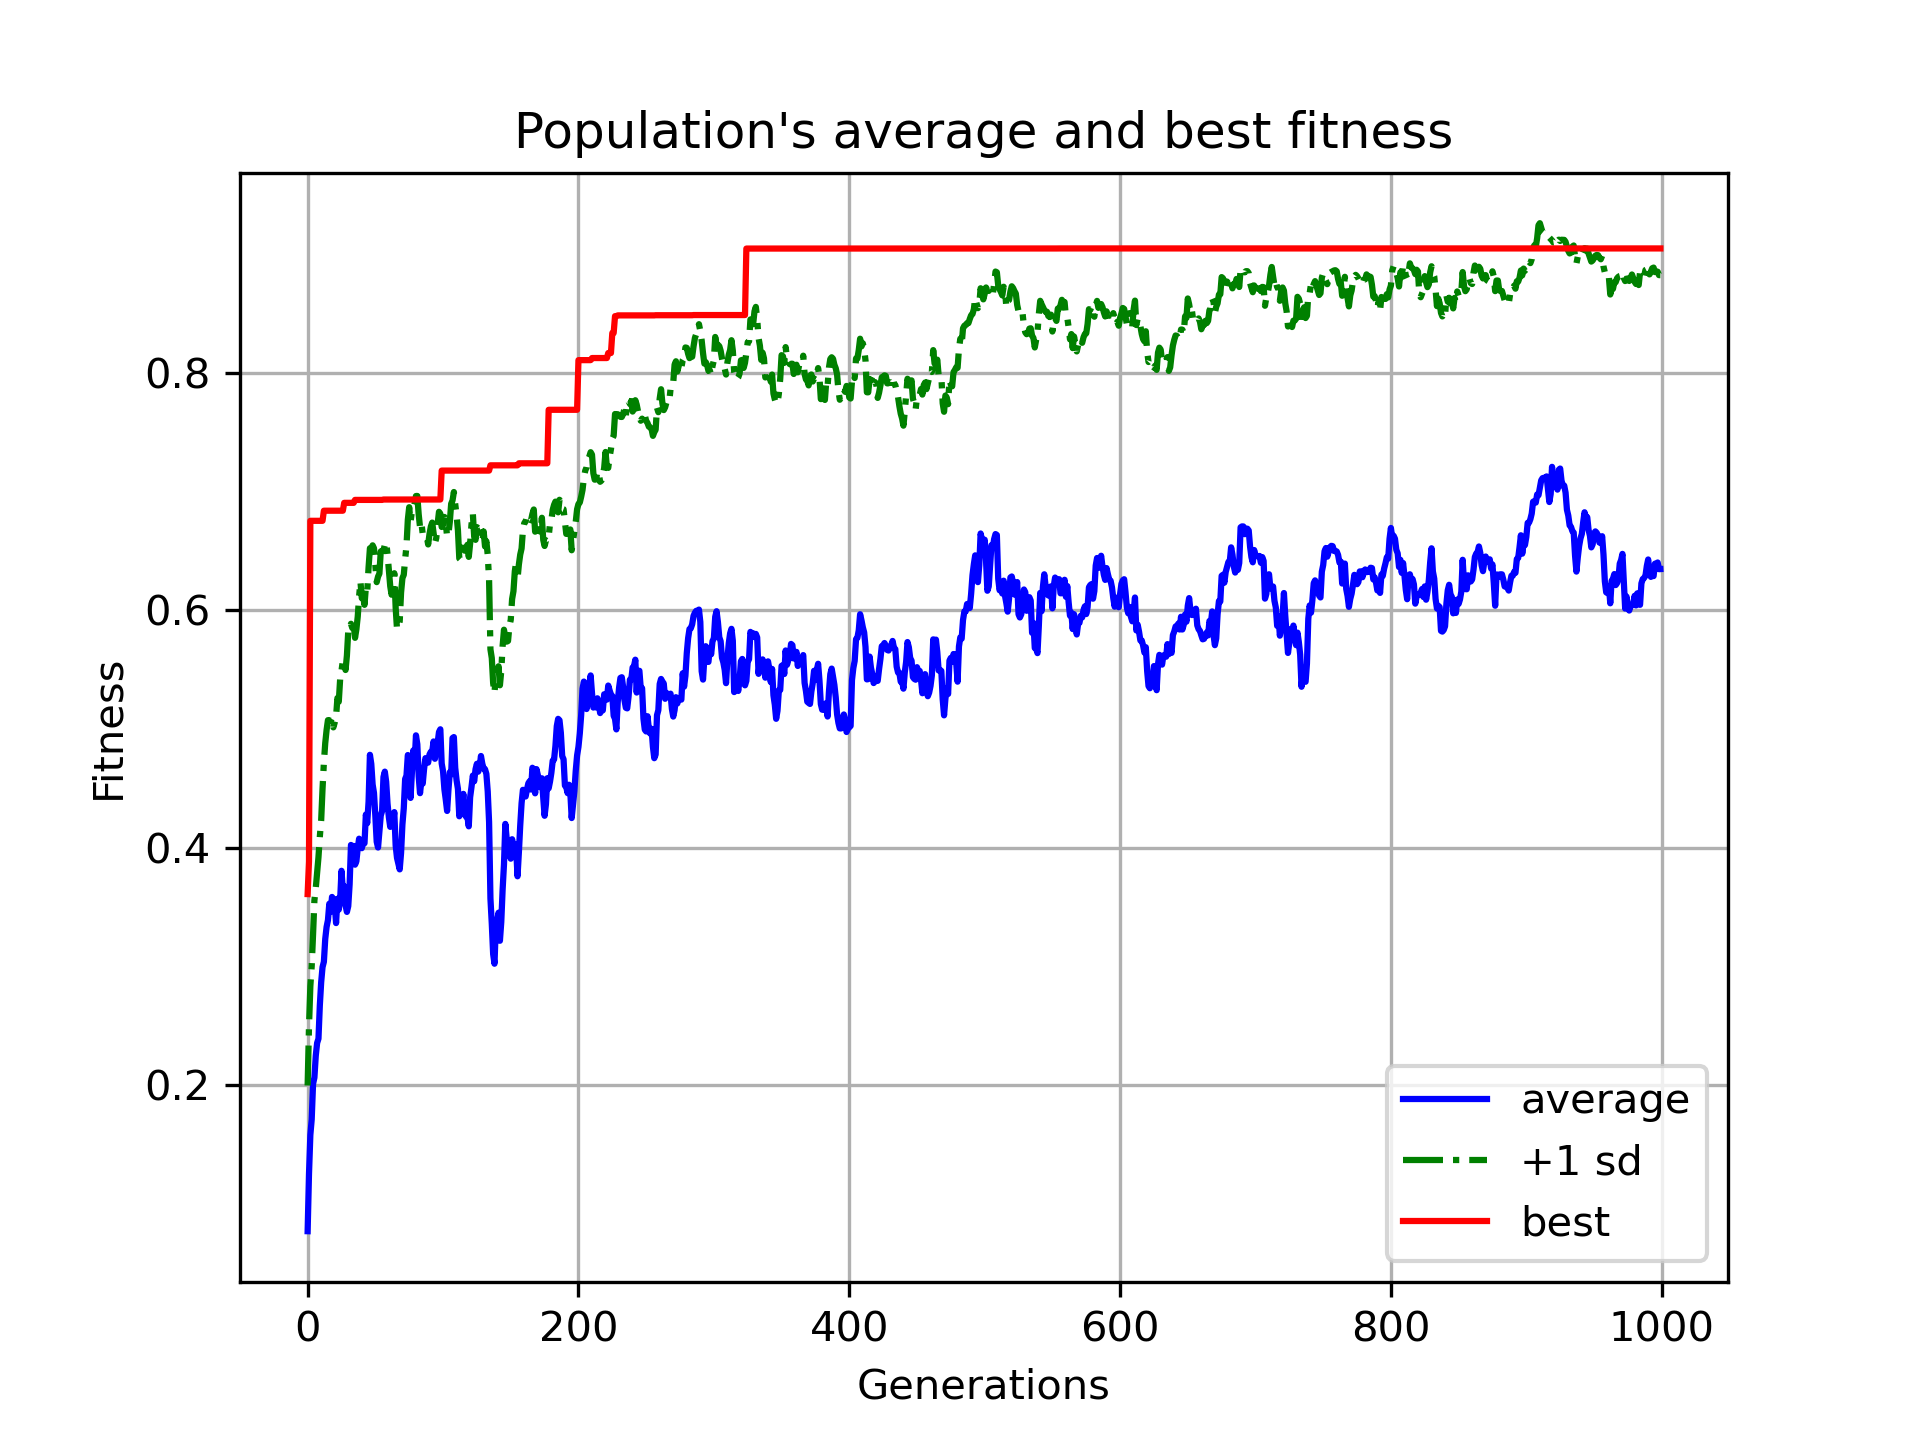 Population's average and best fitness
Fitness
0.8
0.6
0.4
0.2
0 200 400 600 800 1000
Generations
average
+1 sd
best